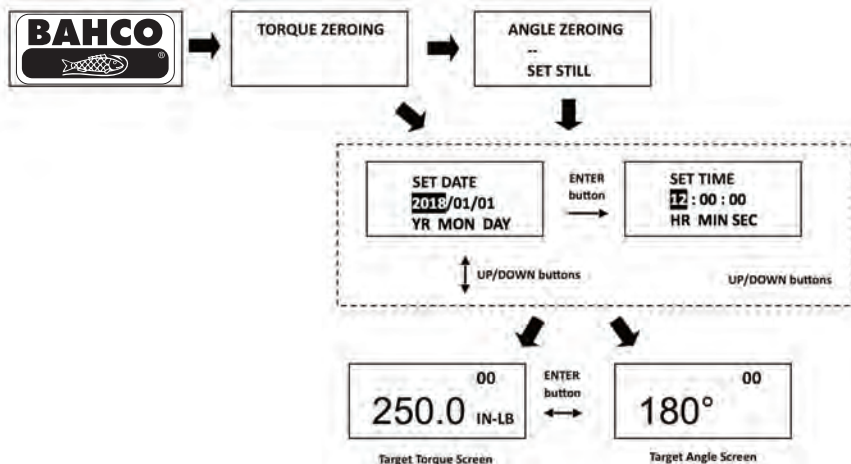 BAHCO
®
TORQUE ZEROING
ANGLE ZEROING
--
SET STILL
SET DATE
2018/01/01
YR MON DAY
ENTER
button
SET TIME
12 : 00 : 00
HR MIN SEC
UP/DOWN buttons
UP/DOWN buttons
00
250.0 IN-LB
Target Torque Screen
ENTER
button
00
180°
Target Angle Screen